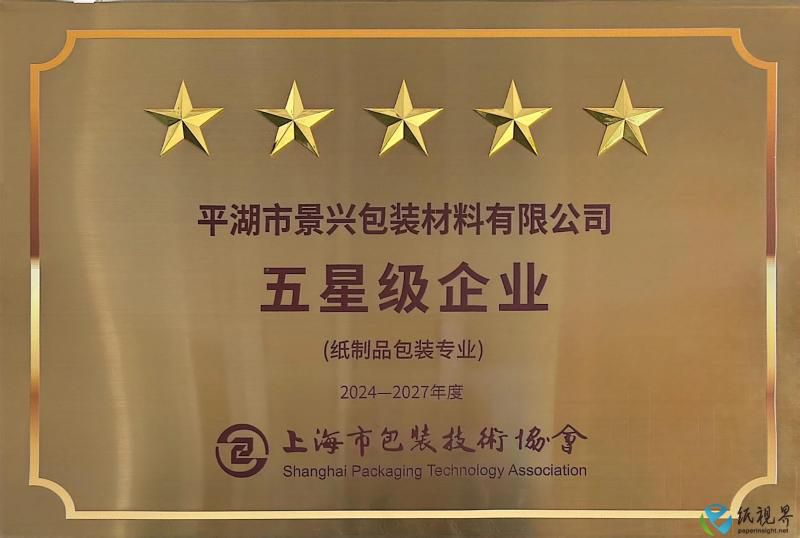 平湖市景兴包装材料有限公司
五星级企业
(纸制品包装专业)
2024—2027年度
上海市包装技術協會
Shanghai Packaging Technology Association
纸视界
paperinsight.net